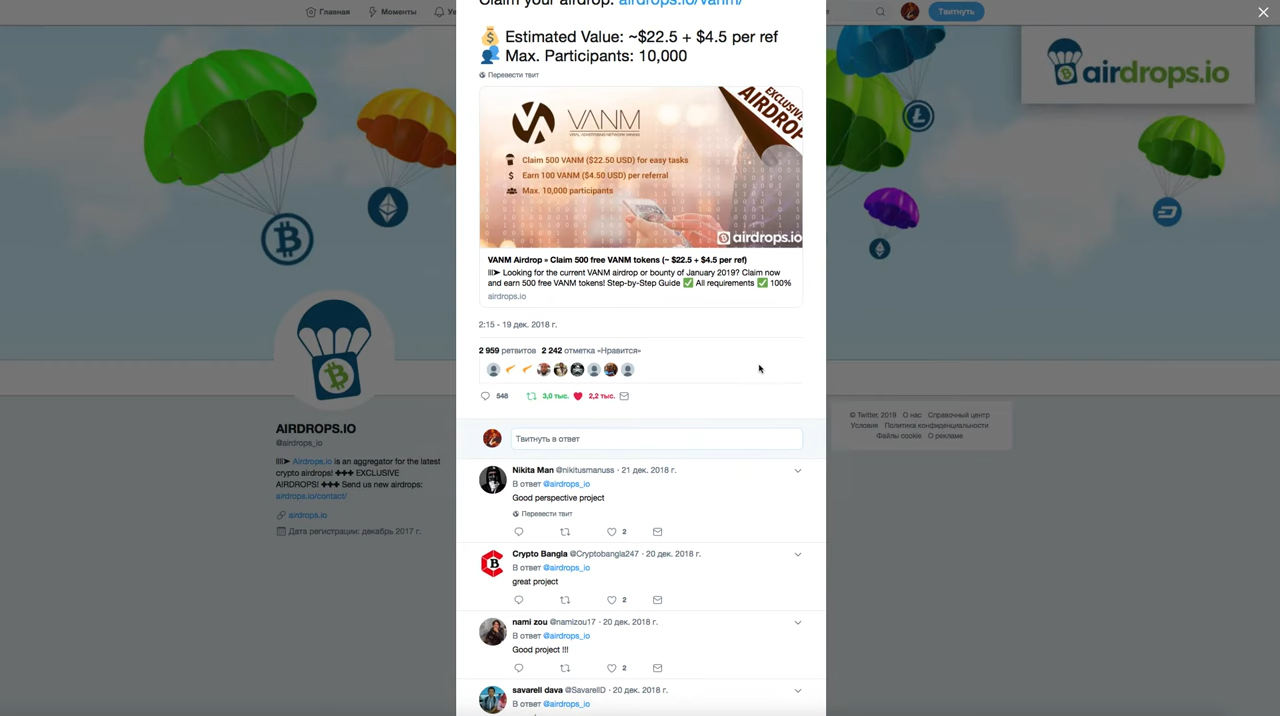 Главная
Моменты
Твитнуть
Claim your airdrop: airdrops.io/vanm/
Estimated Value: ~$22.5 + $4.5 per ref
Max. Participants: 10,000
Перевести твит
EXCLUSIVE
AIRDROP
VANM
Claim 500 VANM ($22.50 USD) for easy tasks
Earn 100 VANM ($4.50 USD) per referral
Max. 10,000 participants
airdrops.io
VANM Airdrop » Claim 500 free VANM tokens (~ $22.5 + $4.5 per ref)
Looking for the current VANM airdrop or bounty of January 2019? Claim now
and earn 500 free VANM tokens! Step-by-Step Guide ✅ All requirements ✅ 100%
airdrops.io
2:15 - 19 дек. 2018 г.
2 959 ретвитов 2 242 отметка «Нравится»
548 3,0 тыс. 2,2 тыс.
Твитнуть в ответ
Nikita Man @nikitusmanuss · 21 дек. 2018 г.
В ответ @airdrops_io
Good perspective project
Перевести твит
2
Crypto Bangla @Cryptobangla247 · 20 дек. 2018 г.
В ответ @airdrops_io
great project
2
nami zou @namizou17 · 20 дек. 2018 г.
В ответ @airdrops_io
Good project !!!
2
savarell dava @SavarellD · 20 дек. 2018 г.
В ответ @airdrops_io
airdrops.io
AIRDROPS.IO
@airdrops_io
Airdrops.io is an aggregator for the latest
crypto airdrops! ✚✚✚ EXCLUSIVE
AIRDROPS! ✚✚✚ Send us new airdrops:
airdrops.io/contact/
airdrops.io
Дата регистрации: декабрь 2017 г.
© Twitter, 2019 О нас Справочный центр
Условия Политика конфиденциальности
Файлы cookie О рекламе